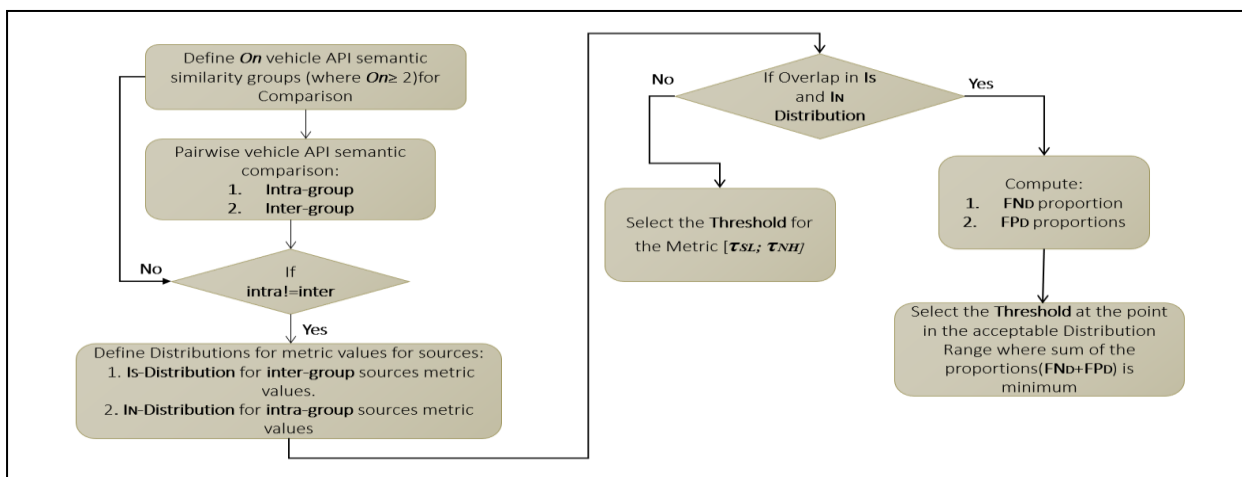 Define On vehicle API semantic
similarity groups (where On≥ 2)for
Comparison
Pairwise vehicle API semantic
comparison:
1. Intra-group
2. Inter-group
No
If
intra!=inter
Yes
Define Distributions for metric values for sources:
1. IS-Distribution for inter-group sources metric
values.
2. IN-Distribution for intra-group sources metric
values
No
If Overlap in IS
and IN
Distribution
Yes
Select the Threshold for
the Metric [τSL; τNH]
Compute:
1. FND proportion
2. FPD proportions
Select the Threshold at the point
in the acceptable Distribution
Range where sum of the
proportions(FND+FPD) is
minimum